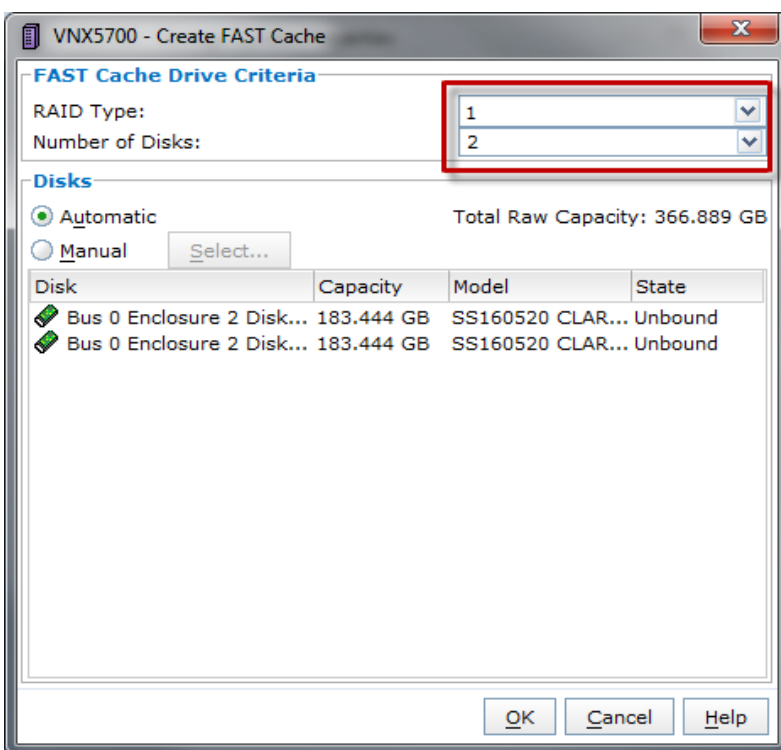 VNX5700 - Create FAST Cache
FAST Cache Drive Criteria
RAID Type: 1
Number of Disks: 2
Disks
Automatic Total Raw Capacity: 366.889 GB
Manual Select...
Disk Capacity Model State
Bus 0 Enclosure 2 Disk... 183.444 GB SS160520 CLAR... Unbound
Bus 0 Enclosure 2 Disk... 183.444 GB SS160520 CLAR... Unbound
OK Cancel Help